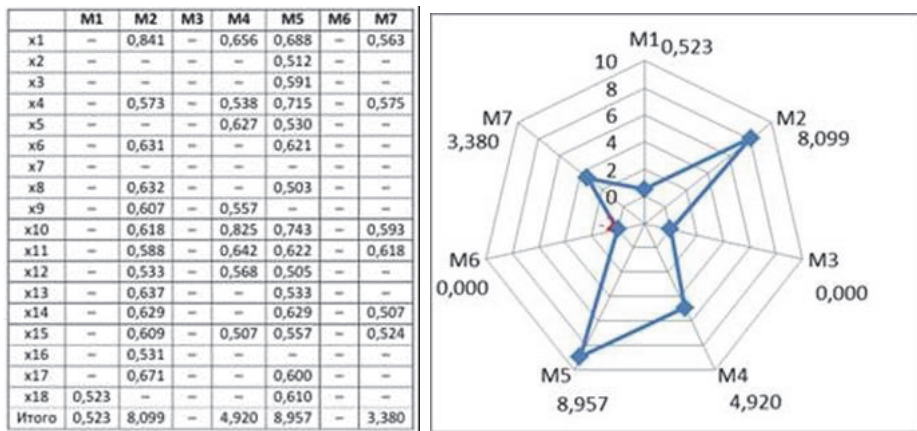 M1 M2 M3 M4 M5 M6 M7
x1 – 0,841 – 0,656 0,688 – 0,563
x2 – – – – 0,512 – –
x3 – – – – 0,591 – –
x4 – 0,573 – 0,538 0,715 – 0,575
x5 – – – 0,627 0,530 – –
x6 – 0,631 – – 0,621 – –
x7 – – – – – – –
x8 – 0,632 – – 0,503 – –
x9 – 0,607 – 0,557 – – –
x10 – 0,618 – 0,825 0,743 – 0,593
x11 – 0,588 – 0,642 0,622 – 0,618
x12 – 0,533 – 0,568 0,505 – –
x13 – 0,637 – – 0,533 – –
x14 – 0,629 – – 0,629 – 0,507
x15 – 0,609 – 0,507 0,557 – 0,524
x16 – 0,531 – – – – –
x17 – 0,671 – – 0,600 – –
x18 0,523 – – – 0,610 – –
Итого 0,523 8,099 – 4,920 8,957 – 3,380
M1 0,523
10
8
6
4
2
0
-
M2
8,099
M3
0,000
M4
4,920
M5
8,957
M6
0,000
M7
3,380